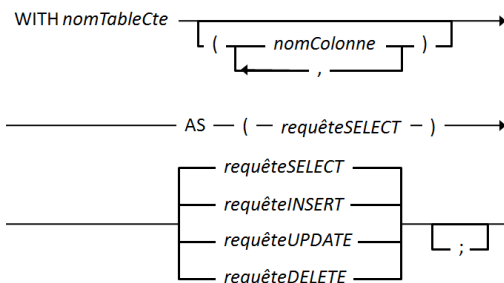 WITH nomTableCte
( nomColonne )
,
AS ( requêteSELECT )
requêteSELECT
requêteINSERT
requêteUPDATE
requêteDELETE
;